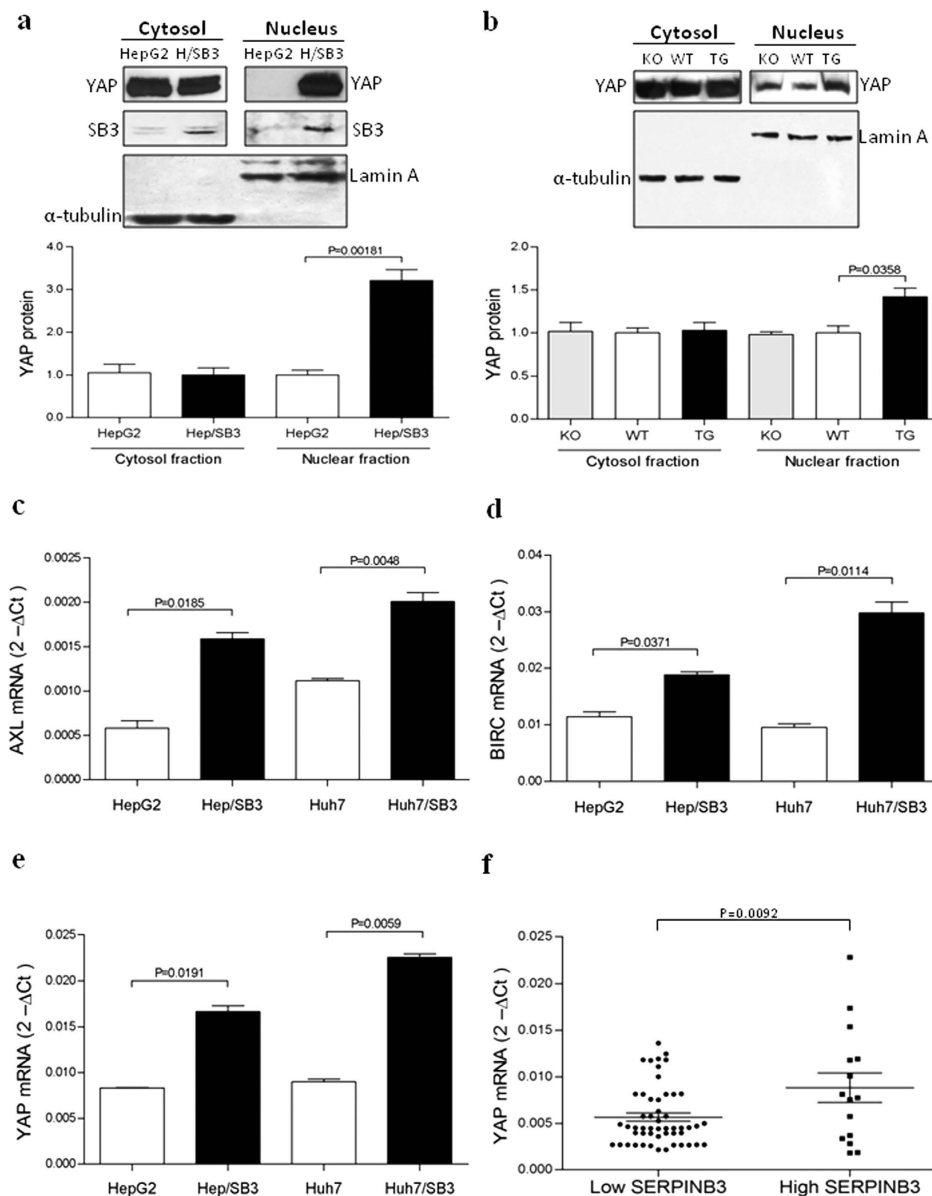 a
Cytosol Nucleus
HepG2 H/SB3 HepG2 H/SB3
YAP YAP
SB3 SB3
Lamin A
α-tubulin
P=0.00181
YAP protein
4.0
3.0
2.0
1.0
0.0
HepG2 Hep/SB3 HepG2 Hep/SB3
Cytosol fraction Nuclear fraction
b
Cytosol Nucleus
KO WT TG KO WT TG
YAP YAP
Lamin A
α-tubulin
P=0.0358
YAP protein
2.0
1.5
1.0
0.5
0.0
KO WT TG KO WT TG
Cytosol fraction Nuclear fraction
c
AXL mRNA (2 –ΔCt )
0.0025
0.0020
0.0015
0.0010
0.0005
0.0000
P=0.0185
P=0.0048
HepG2 Hep/SB3 Huh7 Huh7/SB3
d
BIRC mRNA (2 –ΔCt )
0.04
0.03
0.02
0.01
0.00
P=0.0371
P=0.0114
HepG2 Hep/SB3 Huh7 Huh7/SB3
e
YAP mRNA (2 –ΔCt )
0.025
0.020
0.015
0.010
0.005
0.000
P=0.0191
P=0.0059
HepG2 Hep/SB3 Huh7 Huh7/SB3
f
YAP mRNA (2 –ΔCt )
0.025
0.020
0.015
0.010
0.005
0.000
P=0.0092
Low SERPINB3 High SERPINB3